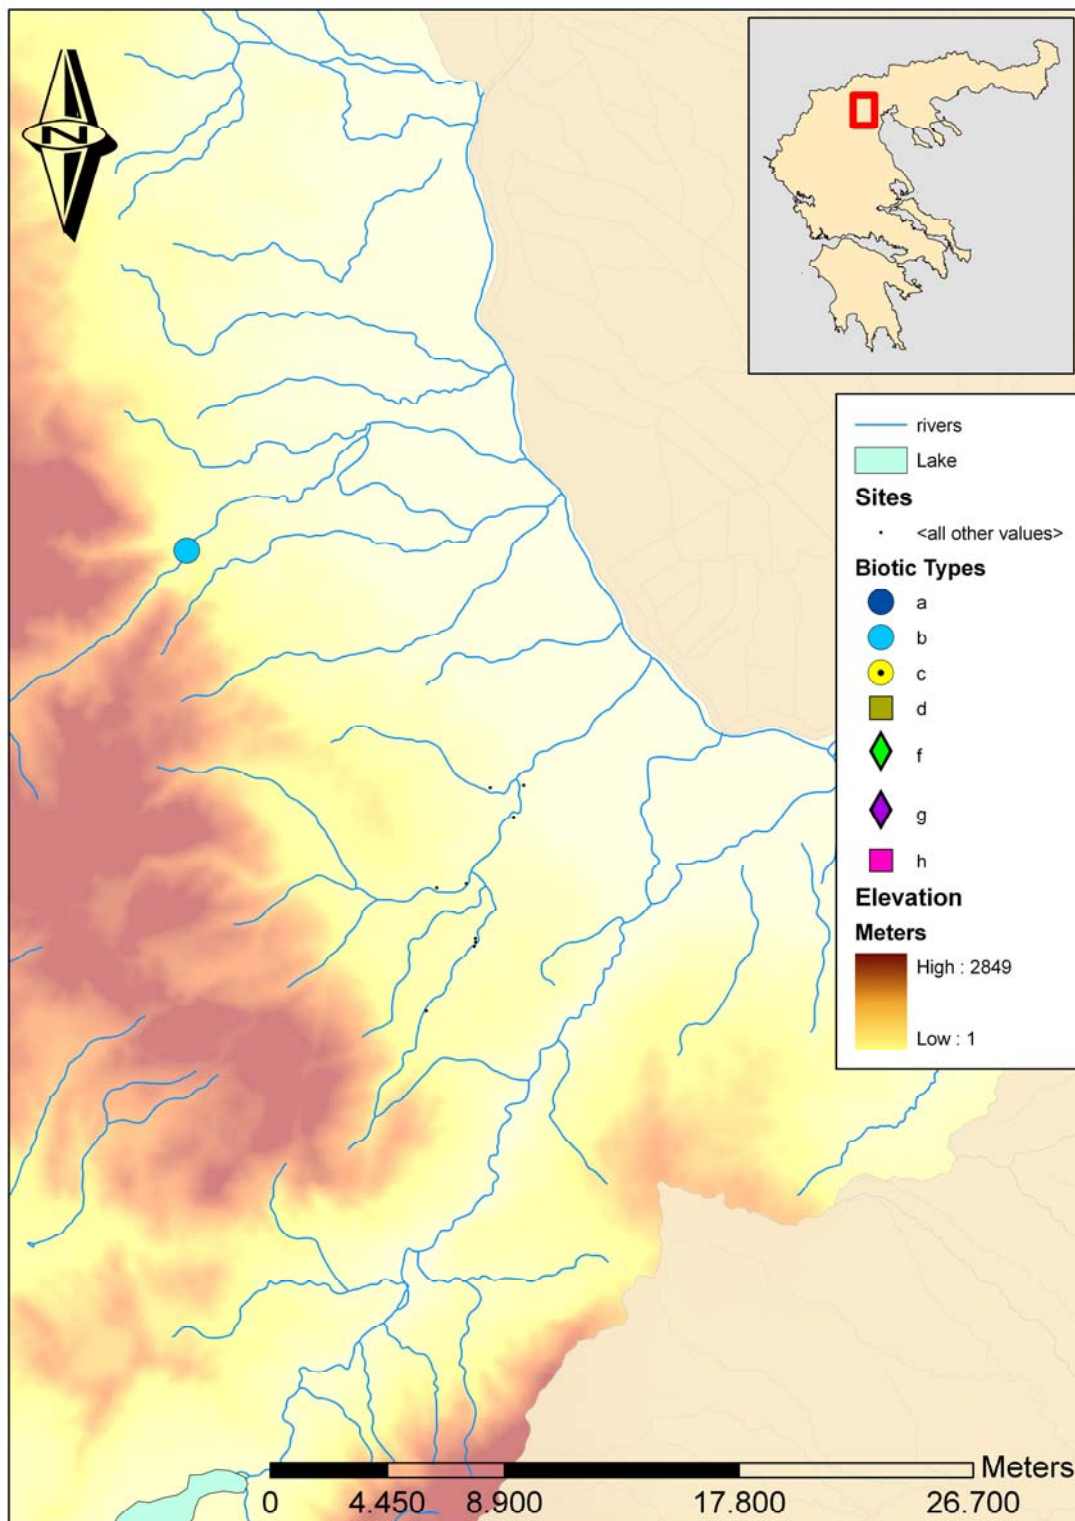 N
rivers
Lake
Sites
<all other values>
Biotic Types
a
b
c
d
f
g
h
Elevation
Meters
High : 2849
Low : 1
Meters
0 4.450 8.900 17.800 26.700